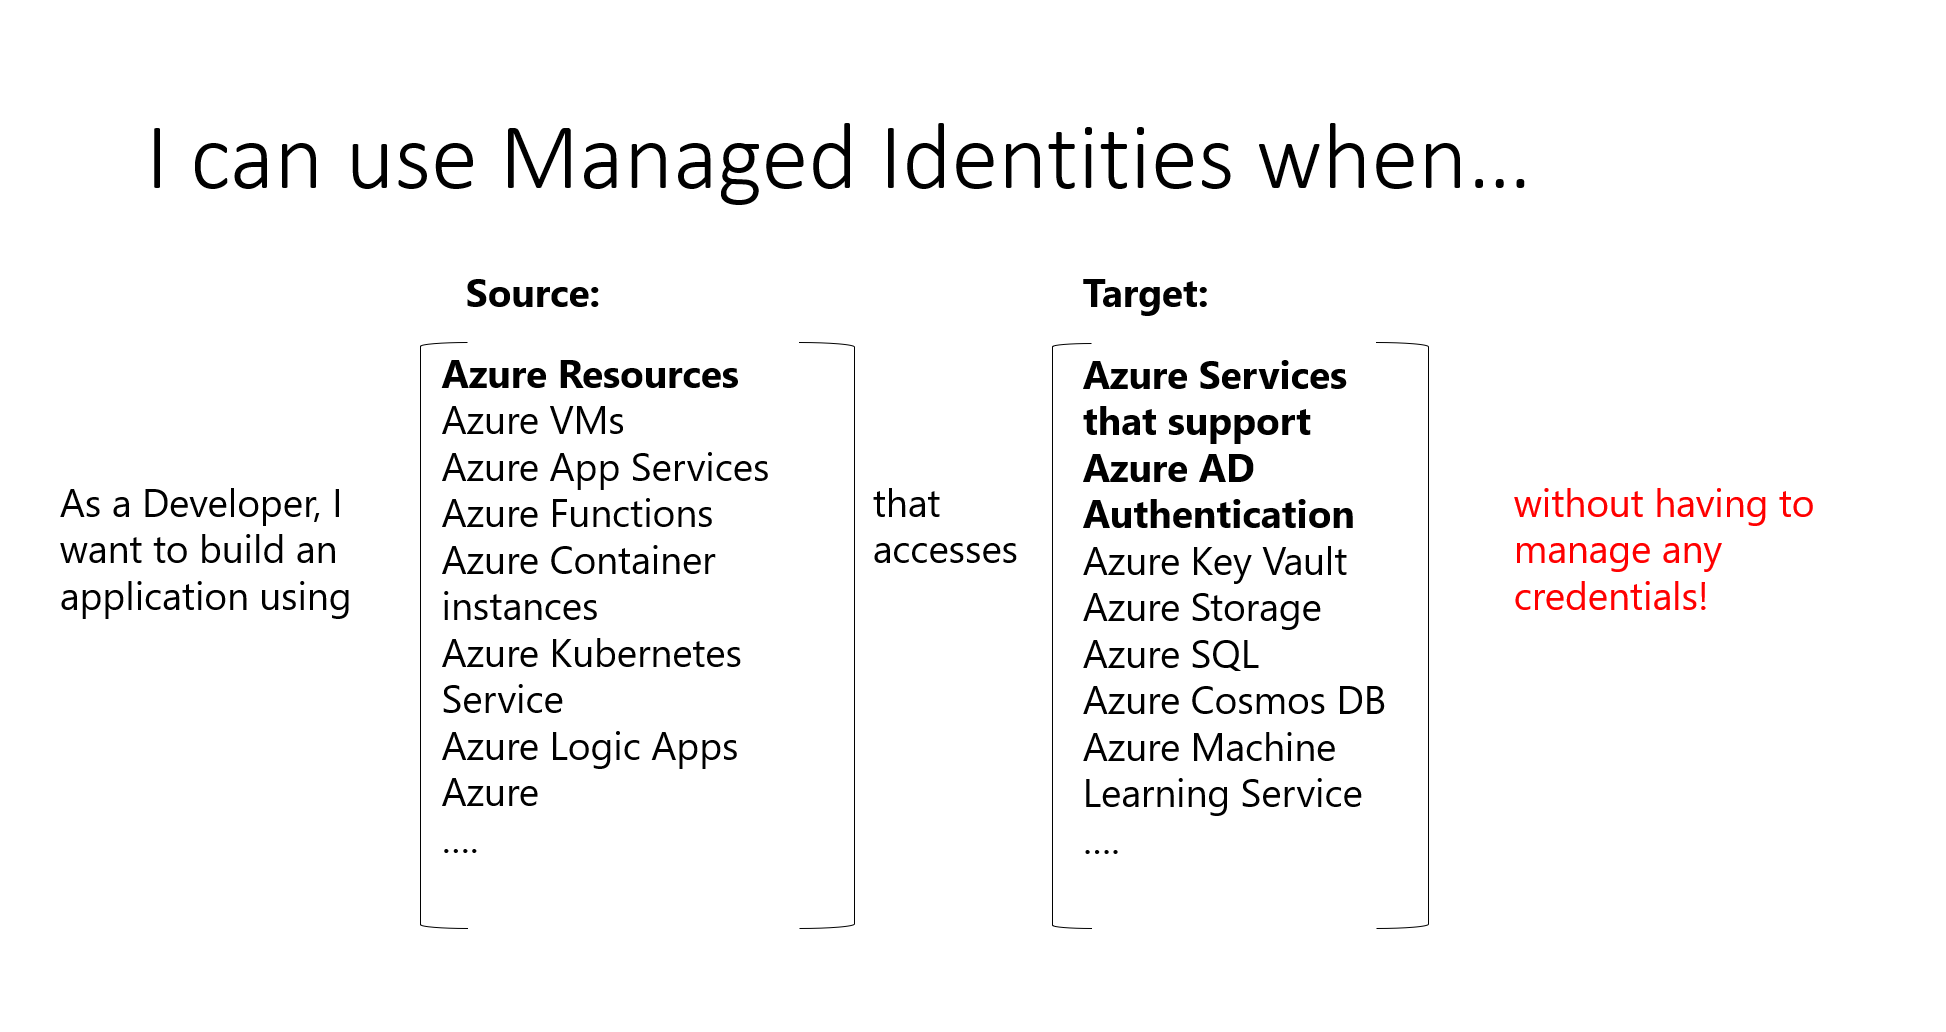 I can use Managed Identities when...
As a Developer, I
want to build an
application using
Source:
Azure Resources
Azure VMs
Azure App Services
Azure Functions
Azure Container
instances
Azure Kubernetes
Service
Azure Logic Apps
Azure
....
that
accesses
Target:
Azure Services
that support
Azure AD
Authentication
Azure Key Vault
Azure Storage
Azure SQL
Azure Cosmos DB
Azure Machine
Learning Service
....
without having to
manage any
credentials!